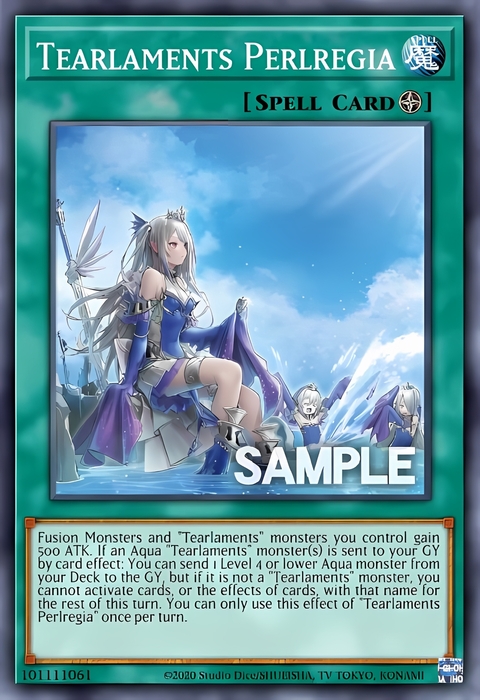 TEARLAMENTS PERLREGIA 魔
[SPELL CARD]
SAMPLE
Fusion Monsters and "Tearlaments" monsters you control gain
500 ATK. If an Aqua "Tearlaments" monster(s) is sent to your GY
by card effect: You can send 1 Level 4 or lower Aqua monster from
your Deck to the GY, but if it is not a "Tearlaments" monster, you
cannot activate cards, or the effects of cards, with that name for
the rest of this turn. You can only use this effect of "Tearlaments
Perlregia" once per turn.
101111061 ©2020 Studio Dice/SHUEISHA, TV TOKYO, KONAMI